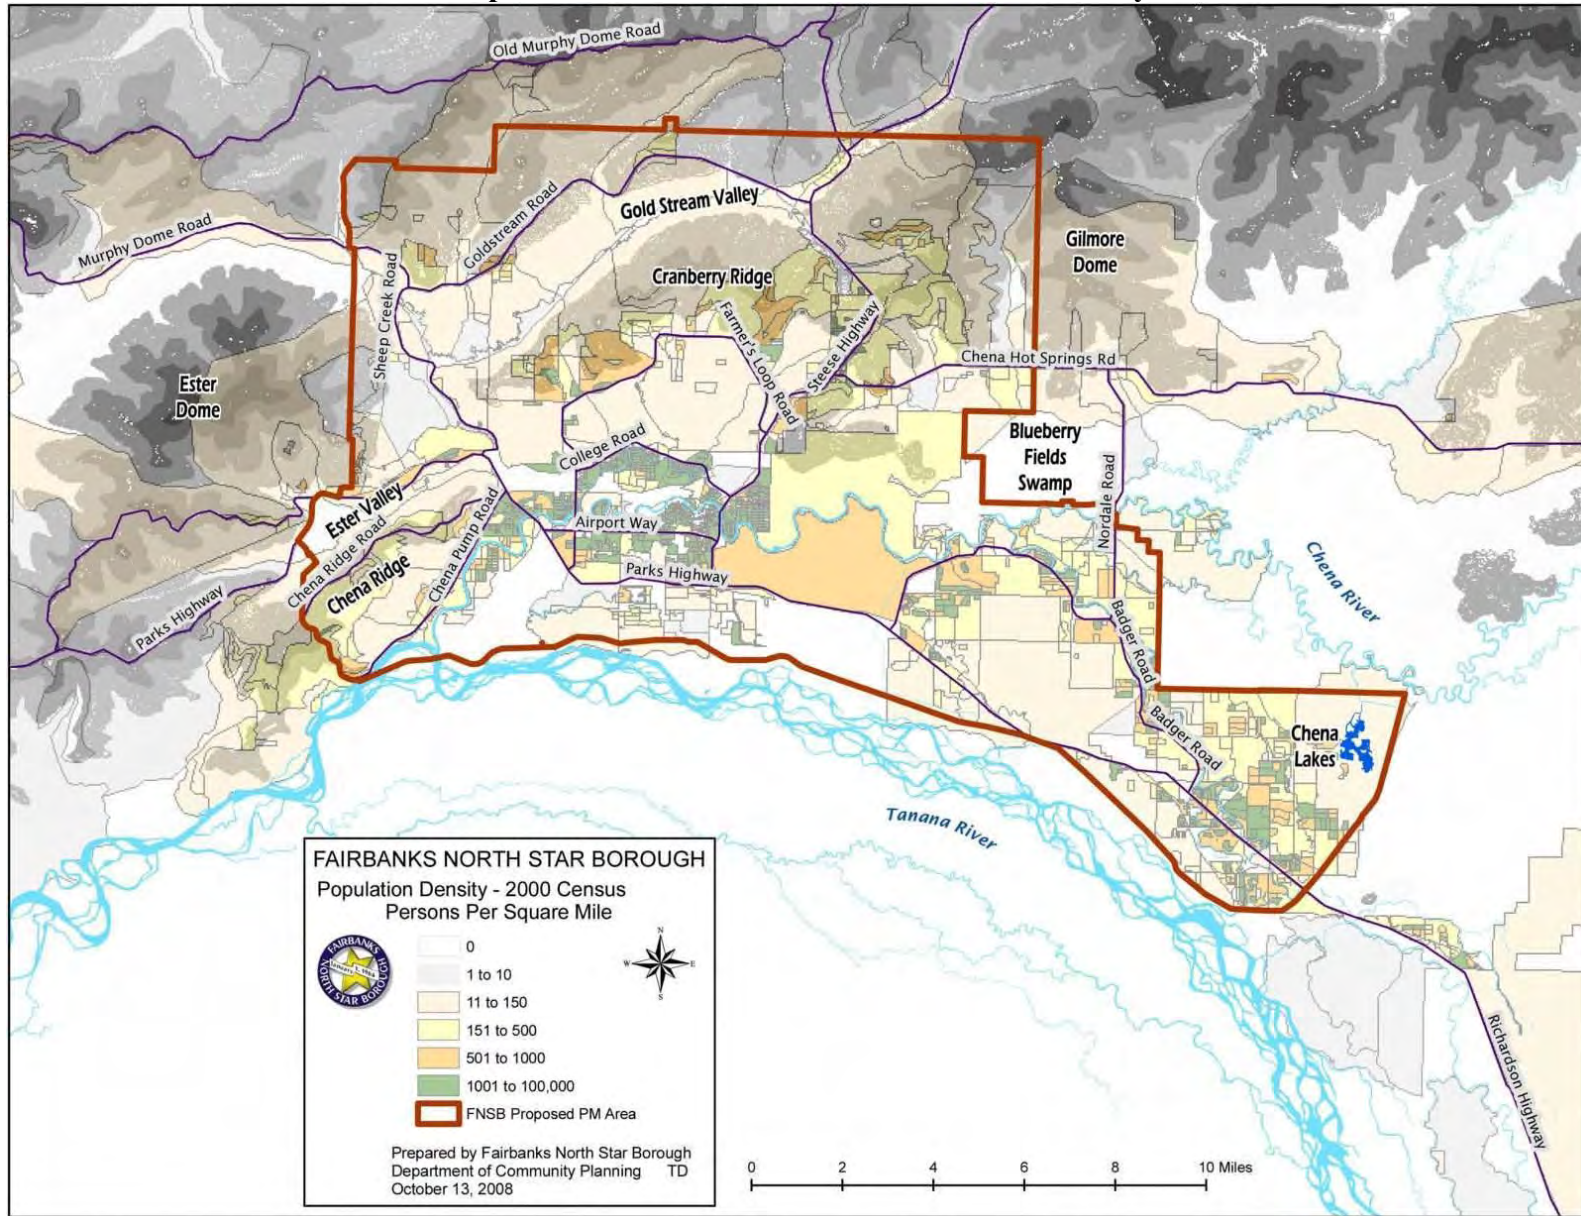 Old Murphy Dome Road
Murphy Dome Road
Goldstream Road
Gold Stream Valley
Gilmore
Dome
Sheep Creek Road
Cranberry Ridge
Farmer's Loop Road
Steese Highway
Chena Hot Springs Rd
Ester
Dome
College Road
Blueberry
Fields
Swamp
Nordale Road
Ester Valley
Chena Ridge Road
Chena Pump Road
Airport Way
Chena Ridge
Parks Highway
Parks Highway
Chena River
Badger Road
Badger Road
Chena
Lakes
Tanana River
Richardson Highway
FAIRBANKS NORTH STAR BOROUGH
Population Density - 2000 Census
Persons Per Square Mile
FAIRBANKS
NORTH STAR BOROUGH
N
W
E
S
0
1 to 10
11 to 150
151 to 500
501 to 1000
1001 to 100,000
FNSB Proposed PM Area
Prepared by Fairbanks North Star Borough
Department of Community Planning TD
October 13, 2008
0 2 4 6 8 10 Miles